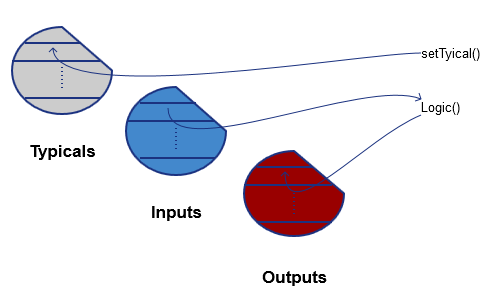 setTyical()
Logic()
Typicals
Inputs
Outputs